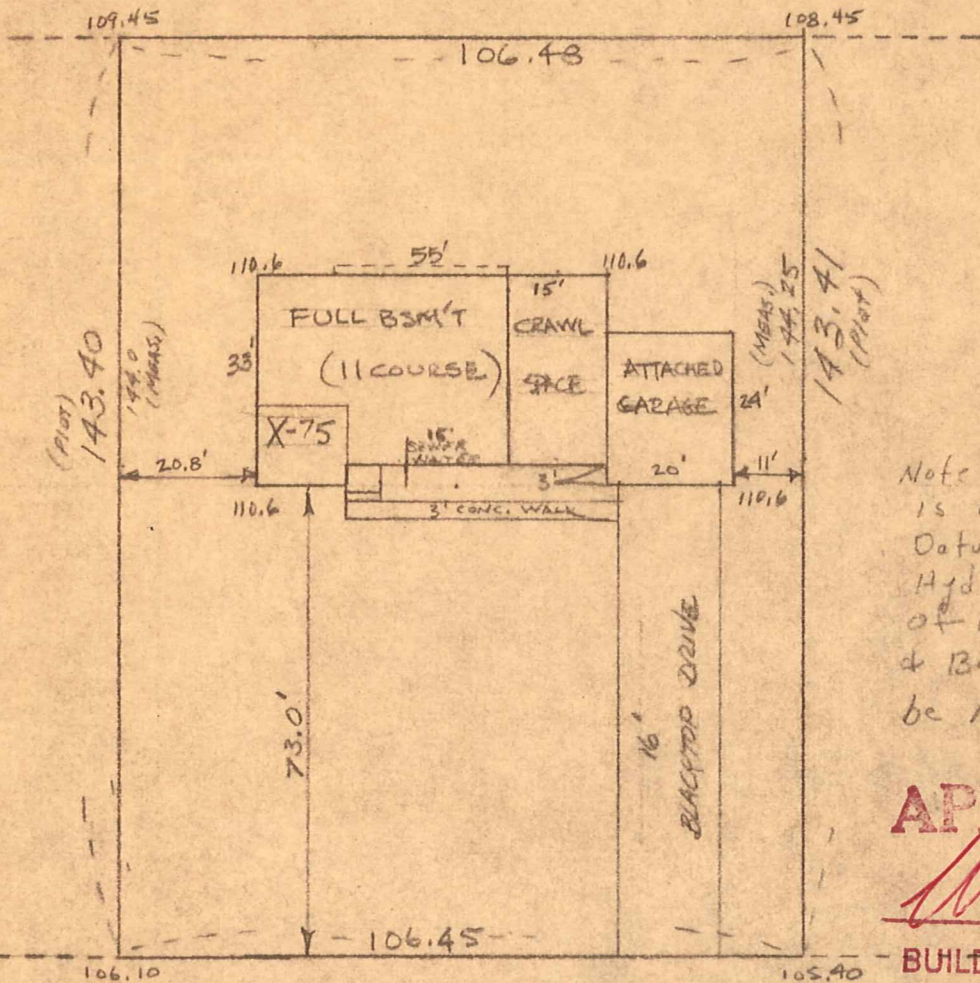 109.45
108.45
106.48
110.6
55'
110.6
15'
FULL BSM'T
(11 COURSE)
CRAWL
SPACE
33'
ATTACHED
GARAGE
24'
X-75
15'
SEWER
WATER
3'
20'
11'
20.8'
110.6
110.6
3' CONC. WALK
(Plot)
143.40
144.0
(MEAS)
(MEAS.)
144.25
143.41
(Plot)
73.0'
16'
BLACKTOP DRIVE
Note
is
Datu
Hyd
of
& B
be
AP
BUILD
106.45
106.10
105.40